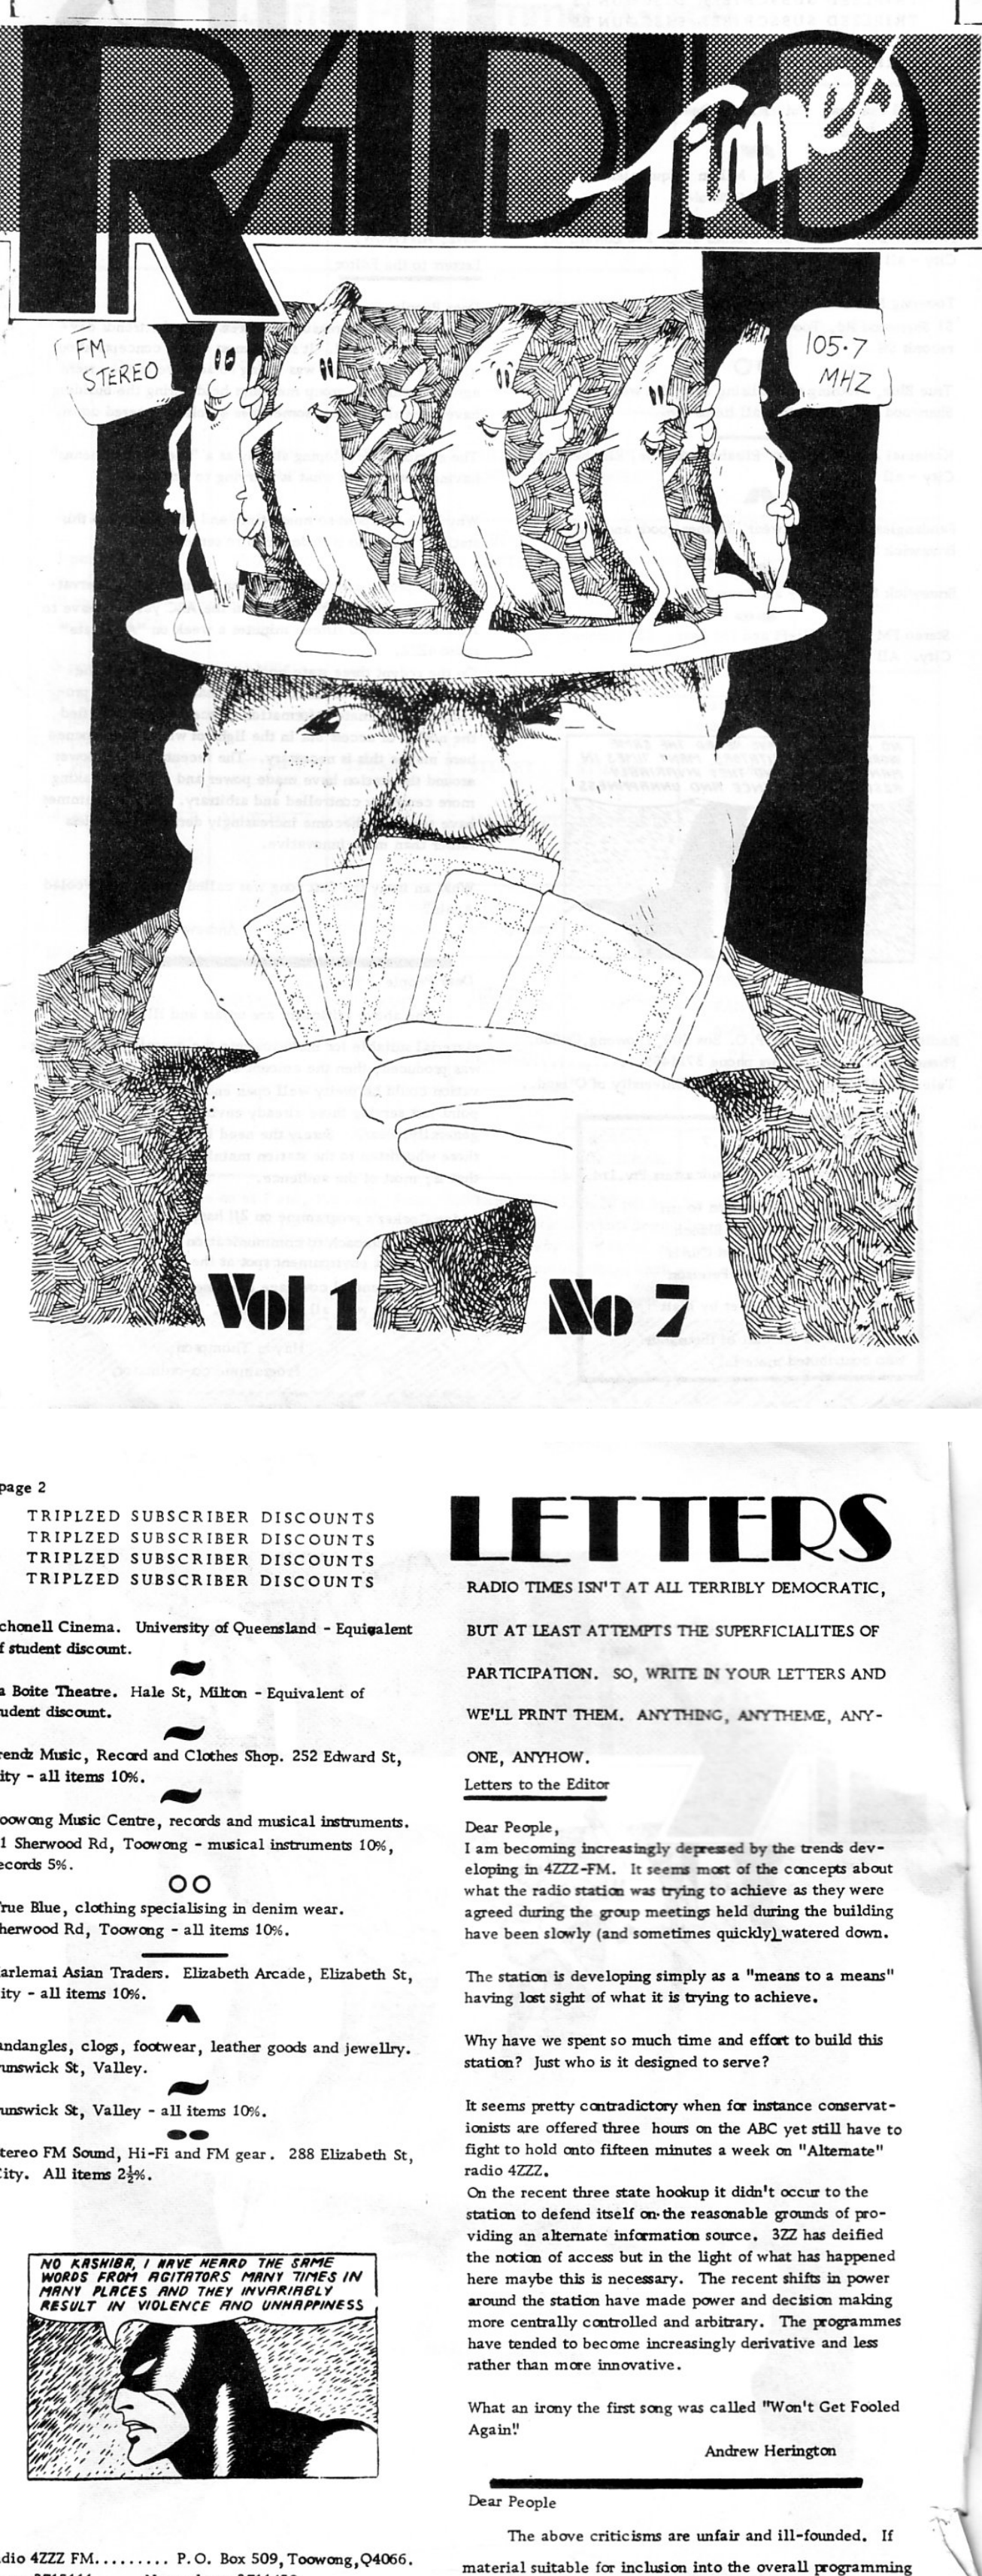 RADIO Times
FM
STEREO
105.7
MHZ
Vol 1 No 7
page 2
TRIPLZED SUBSCRIBER DISCOUNTS
TRIPLZED SUBSCRIBER DISCOUNTS
TRIPLZED SUBSCRIBER DISCOUNTS
TRIPLZED SUBSCRIBER DISCOUNTS
chonell Cinema. University of Queensland - Equivalent
f student discount.
a Boite Theatre. Hale St, Milton - Equivalent of
udent discount.
rendz Music, Record and Clothes Shop. 252 Edward St,
ity - all items 10%.
oowong Music Centre, records and musical instruments.
1 Sherwood Rd, Toowong - musical instruments 10%,
ecords 5%.
rue Blue, clothing specialising in denim wear.
herwood Rd, Toowong - all items 10%.
arlemai Asian Traders. Elizabeth Arcade, Elizabeth St,
ity - all items 10%.
ndangles, clogs, footwear, leather goods and jewellry.
unswick St, Valley.
unswick St, Valley - all items 10%.
tereo FM Sound, Hi-Fi and FM gear. 288 Elizabeth St,
City. All items 2½%.
NO KASHIBA, I HAVE HEARD THE SAME
WORDS FROM AGITATORS MANY TIMES IN
MANY PLACES AND THEY INVARIABLY
RESULT IN VIOLENCE AND UNHAPPINESS
dio 4ZZZ FM......... P.O. Box 509, Toowong, Q4066.
LETTERS
RADIO TIMES ISN'T AT ALL TERRIBLY DEMOCRATIC,
BUT AT LEAST ATTEMPTS THE SUPERFICIALITIES OF
PARTICIPATION. SO, WRITE IN YOUR LETTERS AND
WE'LL PRINT THEM. ANYTHING, ANYTHEME, ANY-
ONE, ANYHOW.
Letters to the Editor
Dear People,
I am becoming increasingly depressed by the trends dev-
eloping in 4ZZZ-FM. It seems most of the concepts about
what the radio station was trying to achieve as they were
agreed during the group meetings held during the building
have been slowly (and sometimes quickly) watered down.
The station is developing simply as a "means to a means"
having lost sight of what it is trying to achieve.
Why have we spent so much time and effort to build this
station? Just who is it designed to serve?
It seems pretty contradictory when for instance conservat-
ionists are offered three hours on the ABC yet still have to
fight to hold onto fifteen minutes a week on "Alternate"
radio 4ZZZ.
On the recent three state hookup it didn't occur to the
station to defend itself on the reasonable grounds of pro-
viding an alternate information source. 3ZZ has deified
the notion of access but in the light of what has happened
here maybe this is necessary. The recent shifts in power
around the station have made power and decision making
more centrally controlled and arbitrary. The programmes
have tended to become increasingly derivative and less
rather than more innovative.
What an irony the first song was called "Won't Get Fooled
Again"!
Andrew Herington
Dear People
The above criticisms are unfair and ill-founded. If
material suitable for inclusion into the overall programming